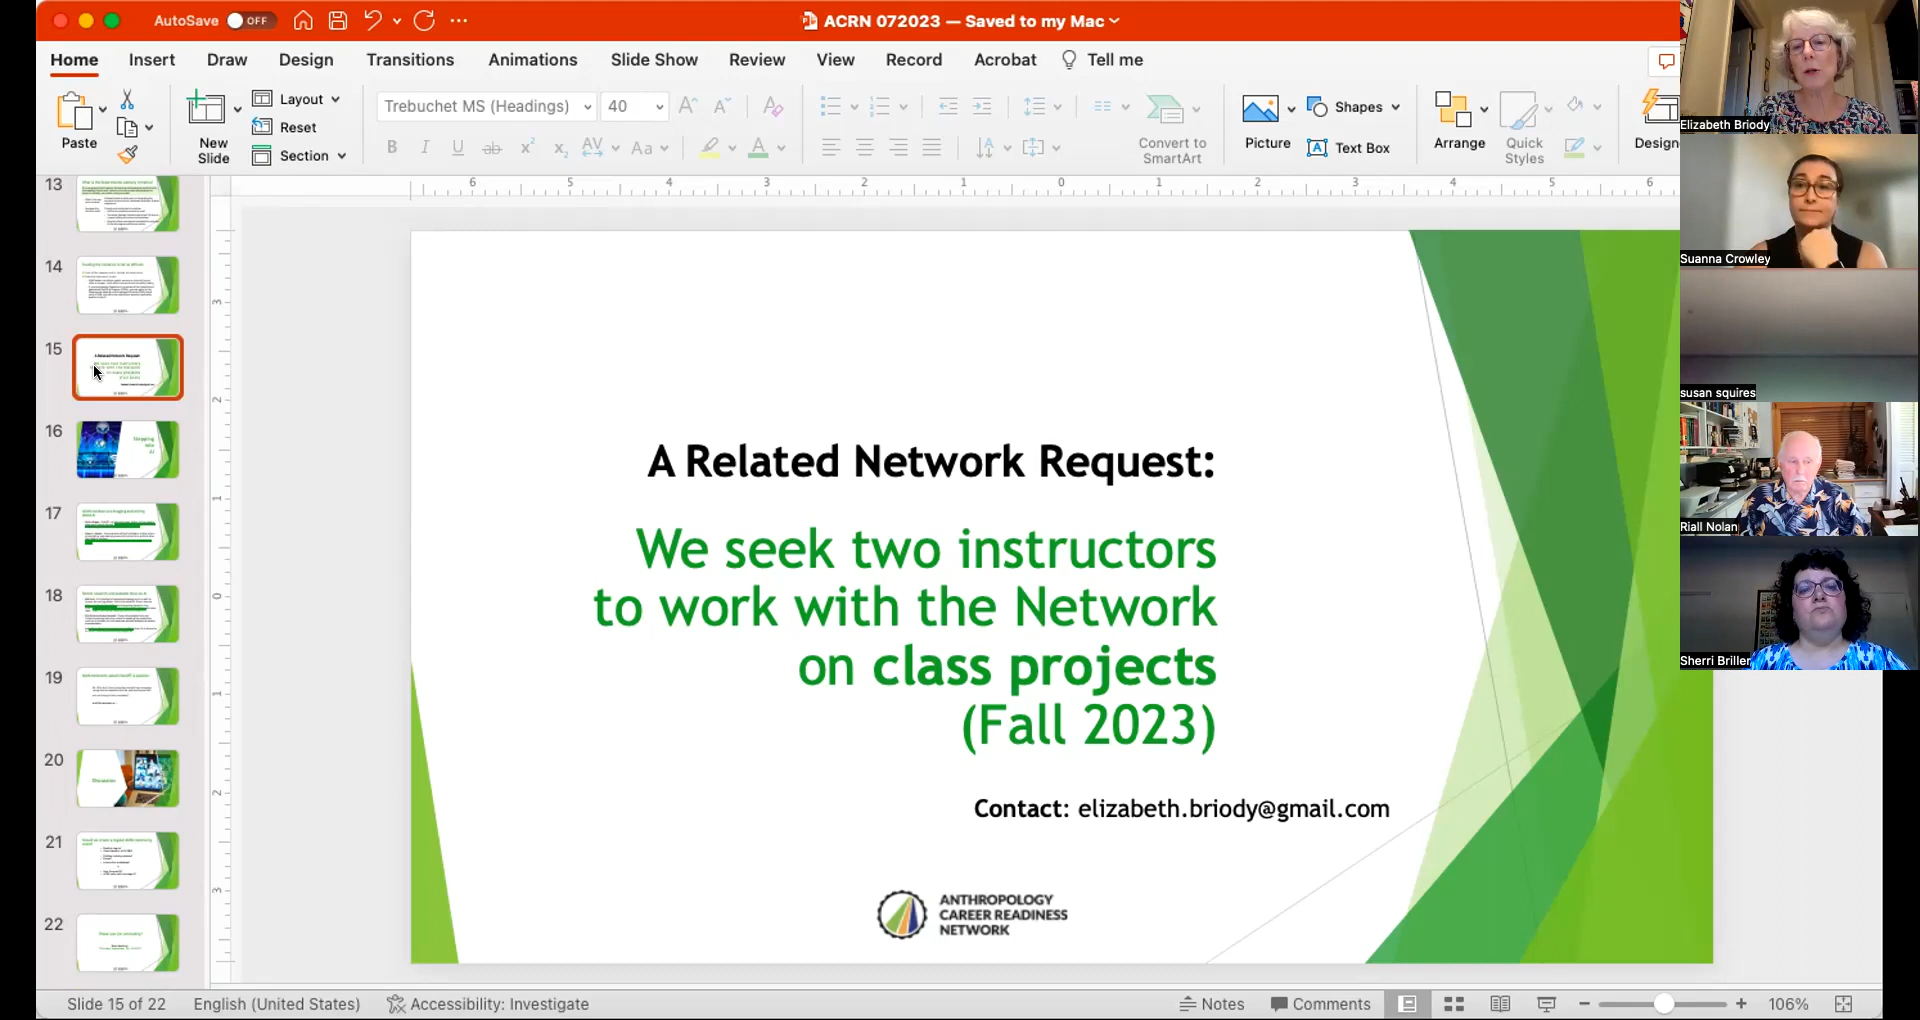 AutoSave OFF
ACRN 072023 — Saved to my Mac
Home Insert Draw Design Transitions Animations Slide Show Review View Record Acrobat Tell me
Paste
New Slide
Layout
Reset
Section
Trebuchet MS (Headings) 40
Convert to SmartArt
Picture
Shapes
Text Box
Arrange
Quick Styles
Design
13
14
15
16
17
18
19
20
21
22
A Related Network Request:
We seek two instructors
to work with the Network
on class projects
(Fall 2023)
Contact: elizabeth.briody@gmail.com
ANTHROPOLOGY
CAREER READINESS
NETWORK
Elizabeth Briody
Suanna Crowley
susan squires
Riall Nolan
Sherri Briller
Slide 15 of 22 English (United States) Accessibility: Investigate Notes Comments 106%